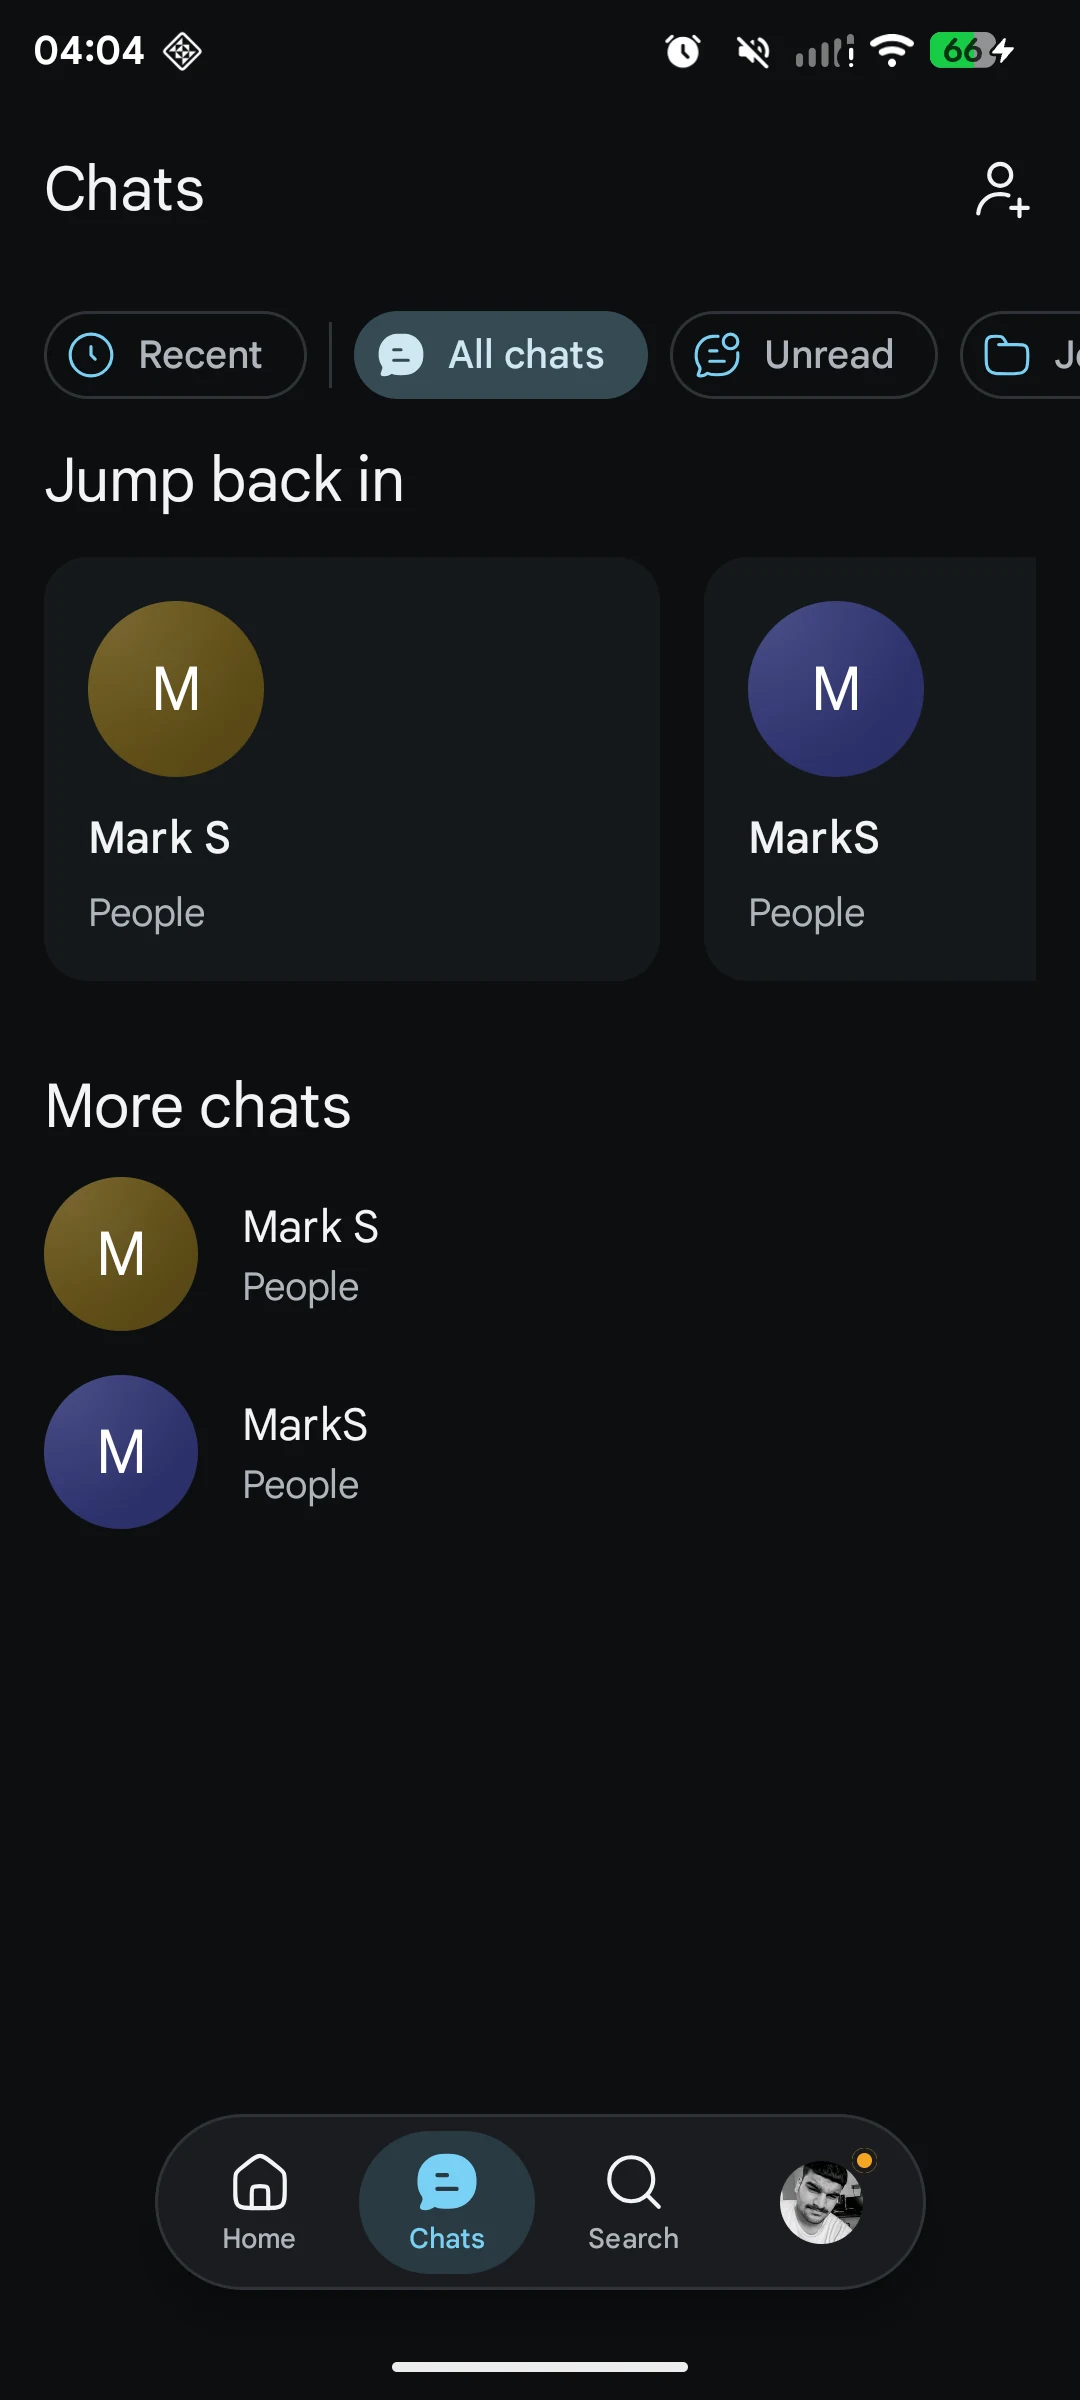 04:04
66
Chats
Recent
All chats
Unread
Jump back in
M
M
Mark S
MarkS
People
People
More chats
M
Mark S
People
M
MarkS
People
Home
Chats
Search